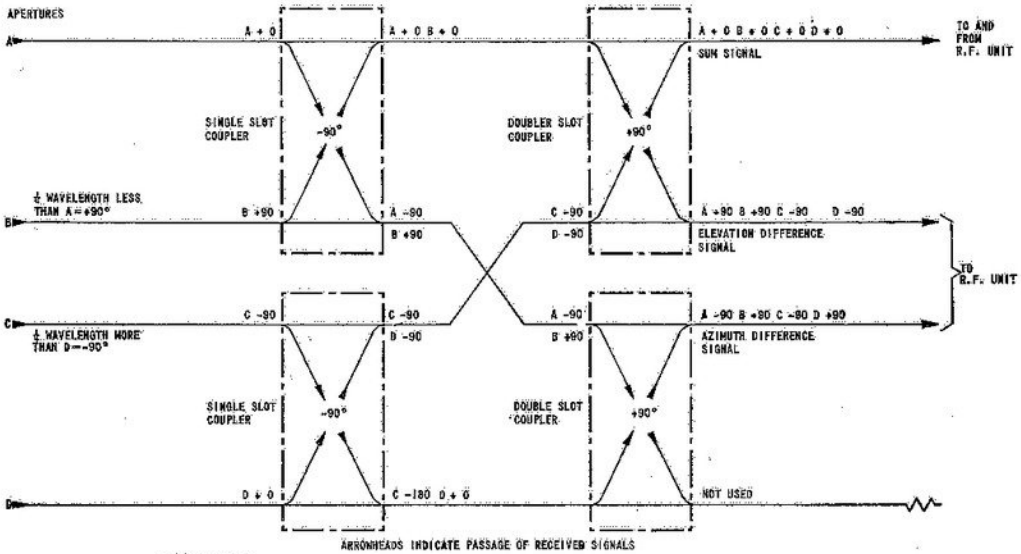 APERTURES
A
A + 0
A + 0 B + 0
A + 0 B + 0 C + 0 D + 0
SUM SIGNAL
TO AND
FROM
R.F. UNIT
SINGLE SLOT
COUPLER
-90°
DOUBLER SLOT
COUPLER
+90°
¼ WAVELENGTH LESS
THAN A=+90°
B
B +90
A -90
B +90
C -90
D -90
A +90 B +90 C -90 D -90
ELEVATION DIFFERENCE
SIGNAL
TO
R.F. UNIT
C
¼ WAVELENGTH MORE
THAN D=-90°
C -90
C -90
D -90
A -90
B +90
A -90 B +90 C -90 D +90
AZIMUTH DIFFERENCE
SIGNAL
SINGLE SLOT
COUPLER
-90°
DOUBLE SLOT
COUPLER
+90°
D
D + 0
C -180 D + 0
NOT USED
ARROWHEADS INDICATE PASSAGE OF RECEIVED SIGNALS